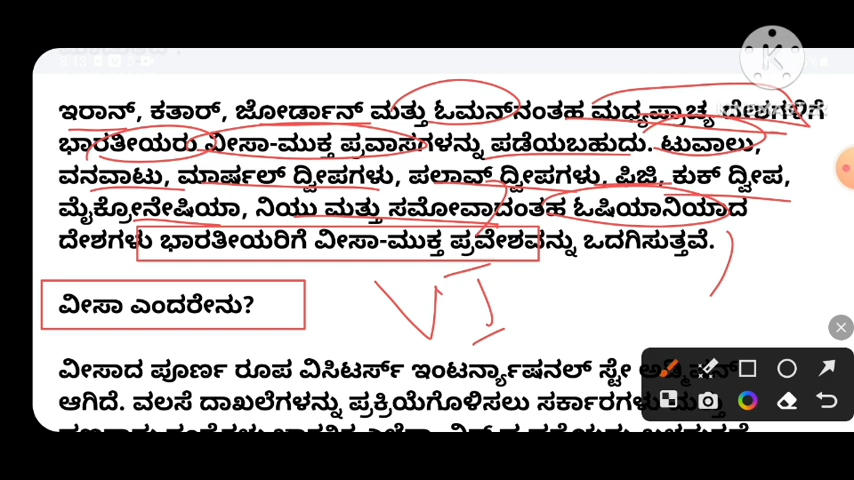 ಇರಾನ್, ಕತಾರ್, ಜೋರ್ಡಾನ್ ಮತ್ತು ಓಮನ್‌ನಂತಹ ಮಧ್ಯಪ್ರಾಚ್ಯ ದೇಶಗಳಿಗೆ
ಭಾರತೀಯರು ವೀಸಾ-ಮುಕ್ತ ಪ್ರವಾಸಗಳನ್ನು ಪಡೆಯಬಹುದು. ಟುವಾಲು,
ವನವಾಟು, ಮಾರ್ಷಲ್ ದ್ವೀಪಗಳು, ಪಲಾವ್ ದ್ವೀಪಗಳು, ಫಿಜಿ, ಕುಕ್ ದ್ವೀಪ,
ಮೈಕ್ರೋನೇಷಿಯಾ, ನಿಯು ಮತ್ತು ಸಮೋವಾದಂತಹ ಓಷಿಯಾನಿಯಾದ
ದೇಶಗಳು ಭಾರತೀಯರಿಗೆ ವೀಸಾ-ಮುಕ್ತ ಪ್ರವೇಶವನ್ನು ಒದಗಿಸುತ್ತವೆ.
ವೀಸಾ ಎಂದರೇನು?
VI
ವೀಸಾದ ಪೂರ್ಣ ರೂಪ ವಿಸಿಟರ್ಸ್ ಇಂಟರ್ನ್ಯಾಷನಲ್ ಸ್ಟೇ
ಆಗಿದೆ. ವಲಸೆ ದಾಖಲೆಗಳನ್ನು ಪ್ರಕ್ರಿಯೆಗೊಳಿಸಲು ಸರ್ಕಾರಗಳು